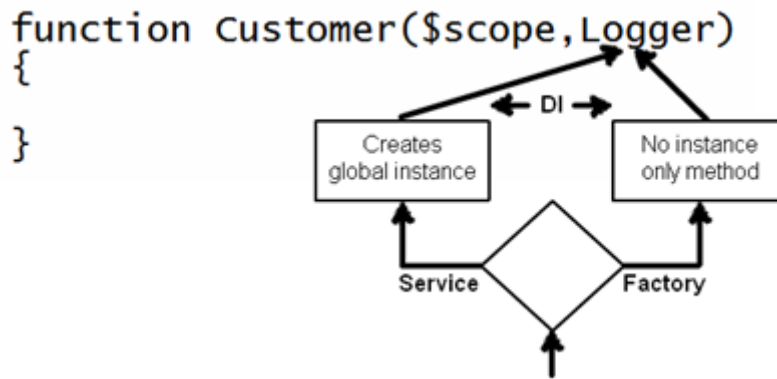 function Customer($scope,Logger)
{
}
DI
Creates
global instance
No instance
only method
Service
Factory